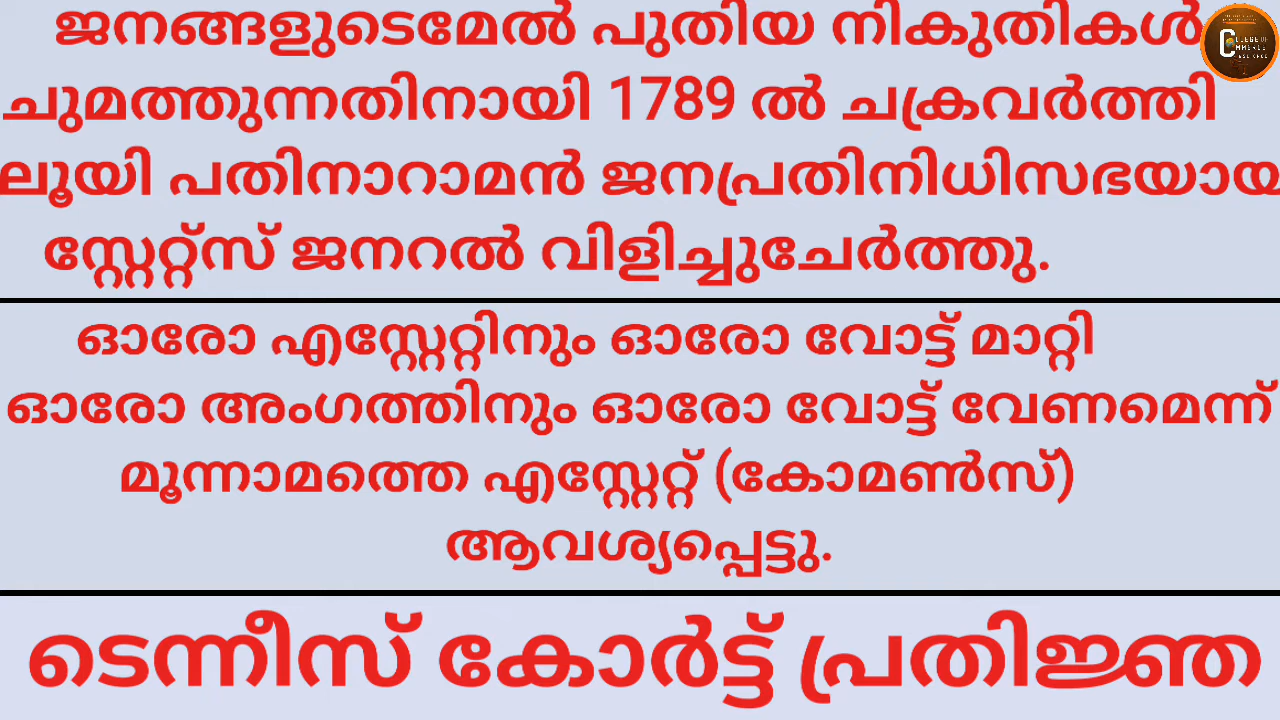 ജനങ്ങളുടെമേൽ പുതിയ നികുതികൾ
ചുമത്തുന്നതിനായി 1789 ൽ ചക്രവർത്തി
ലൂയി പതിനാറാമൻ ജനപ്രതിനിധിസഭയായ
സ്റ്റേറ്റ്സ് ജനറൽ വിളിച്ചുചേർത്തു.
ഓരോ എസ്റ്റേറ്റിനും ഓരോ വോട്ട് മാറ്റി
ഓരോ അംഗത്തിനും ഓരോ വോട്ട് വേണമെന്ന്
മൂന്നാമത്തെ എസ്റ്റേറ്റ് (കോമൺസ്)
ആവശ്യപ്പെട്ടു.
ടെന്നീസ് കോർട്ട് പ്രതിജ്ഞ